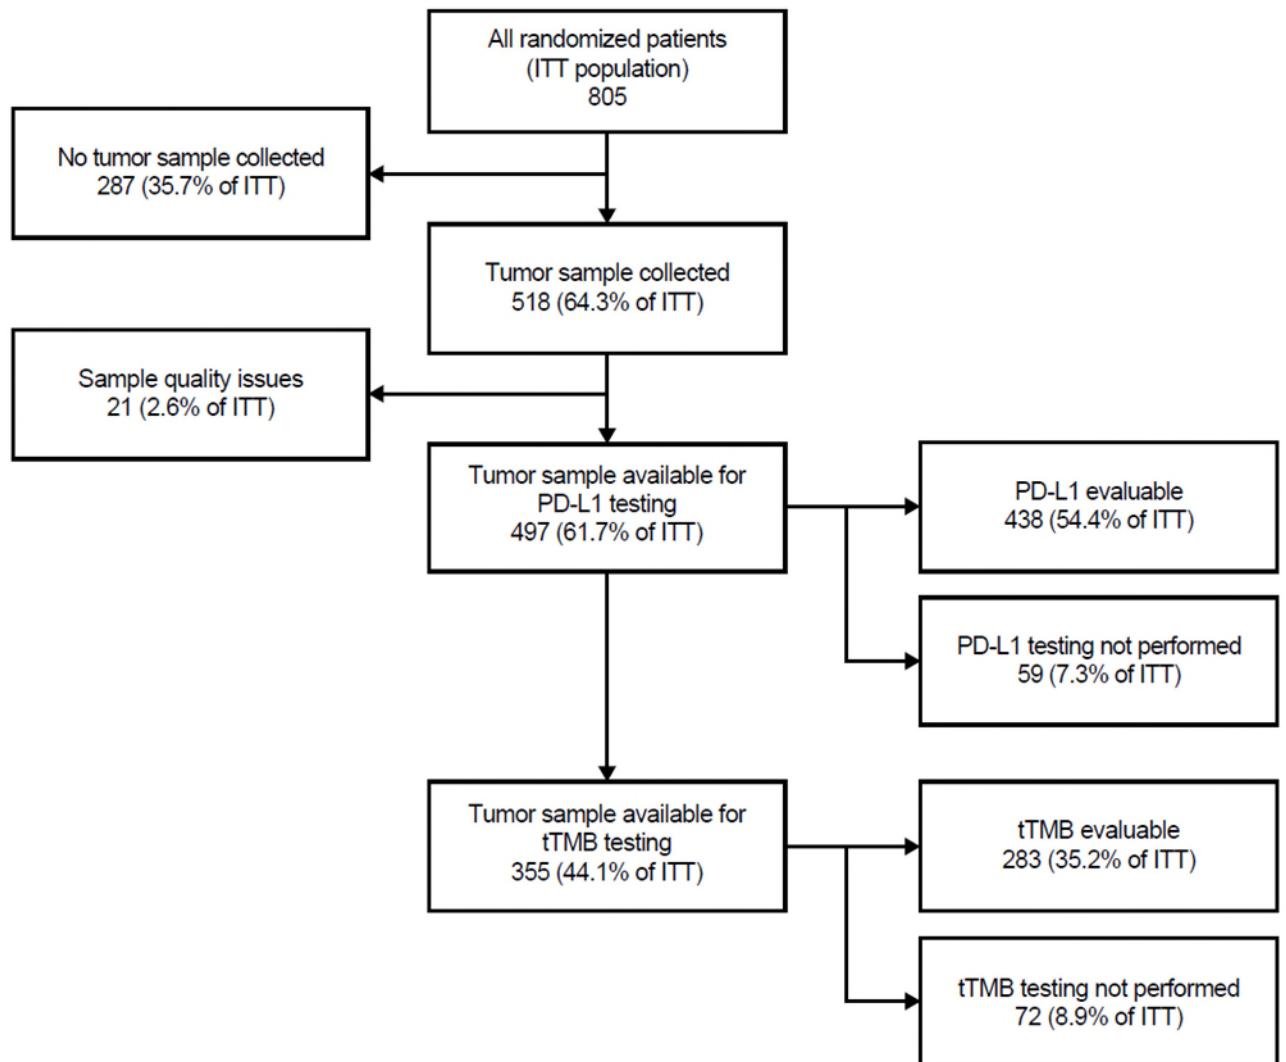 All randomized patients
(ITT population)
805
No tumor sample collected
287 (35.7% of ITT)
Tumor sample collected
518 (64.3% of ITT)
Sample quality issues
21 (2.6% of ITT)
Tumor sample available for
PD-L1 testing
497 (61.7% of ITT)
PD-L1 evaluable
438 (54.4% of ITT)
PD-L1 testing not performed
59 (7.3% of ITT)
Tumor sample available for
tTMB testing
355 (44.1% of ITT)
tTMB evaluable
283 (35.2% of ITT)
tTMB testing not performed
72 (8.9% of ITT)